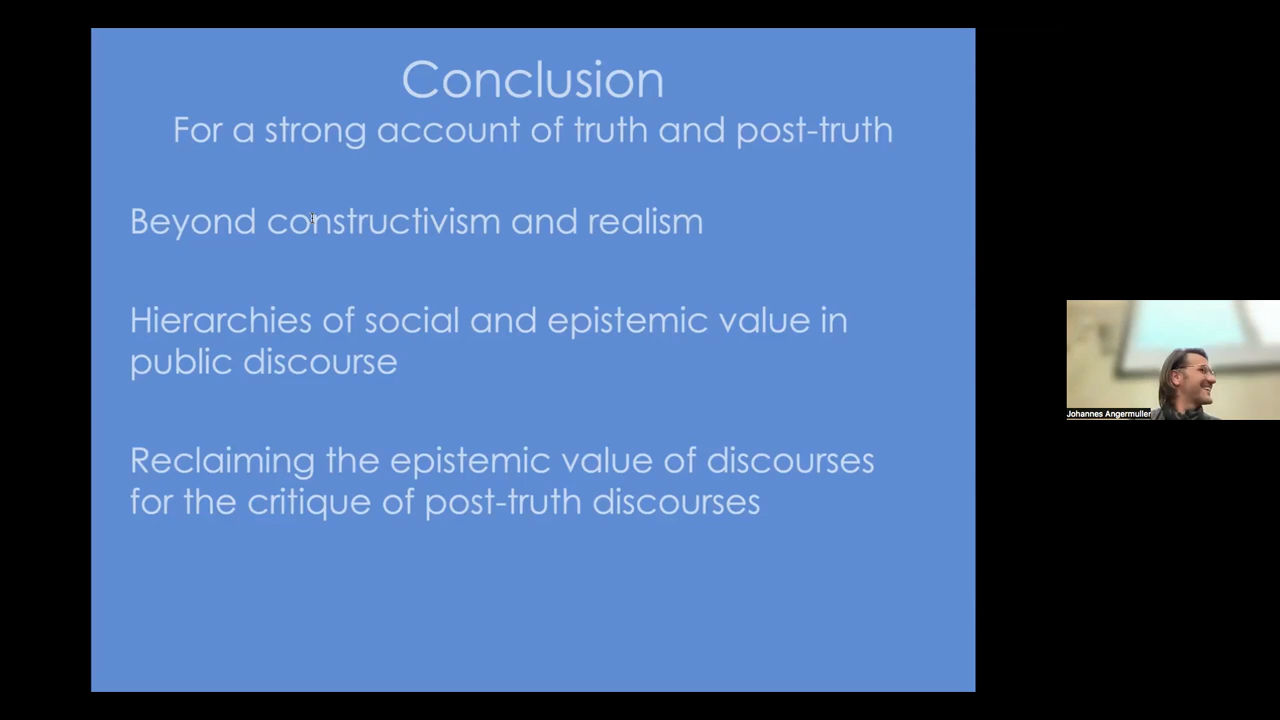 Conclusion
For a strong account of truth and post-truth
Beyond constructivism and realism
Hierarchies of social and epistemic value in
public discourse
Reclaiming the epistemic value of discourses
for the critique of post-truth discourses
Johannes Angermuller